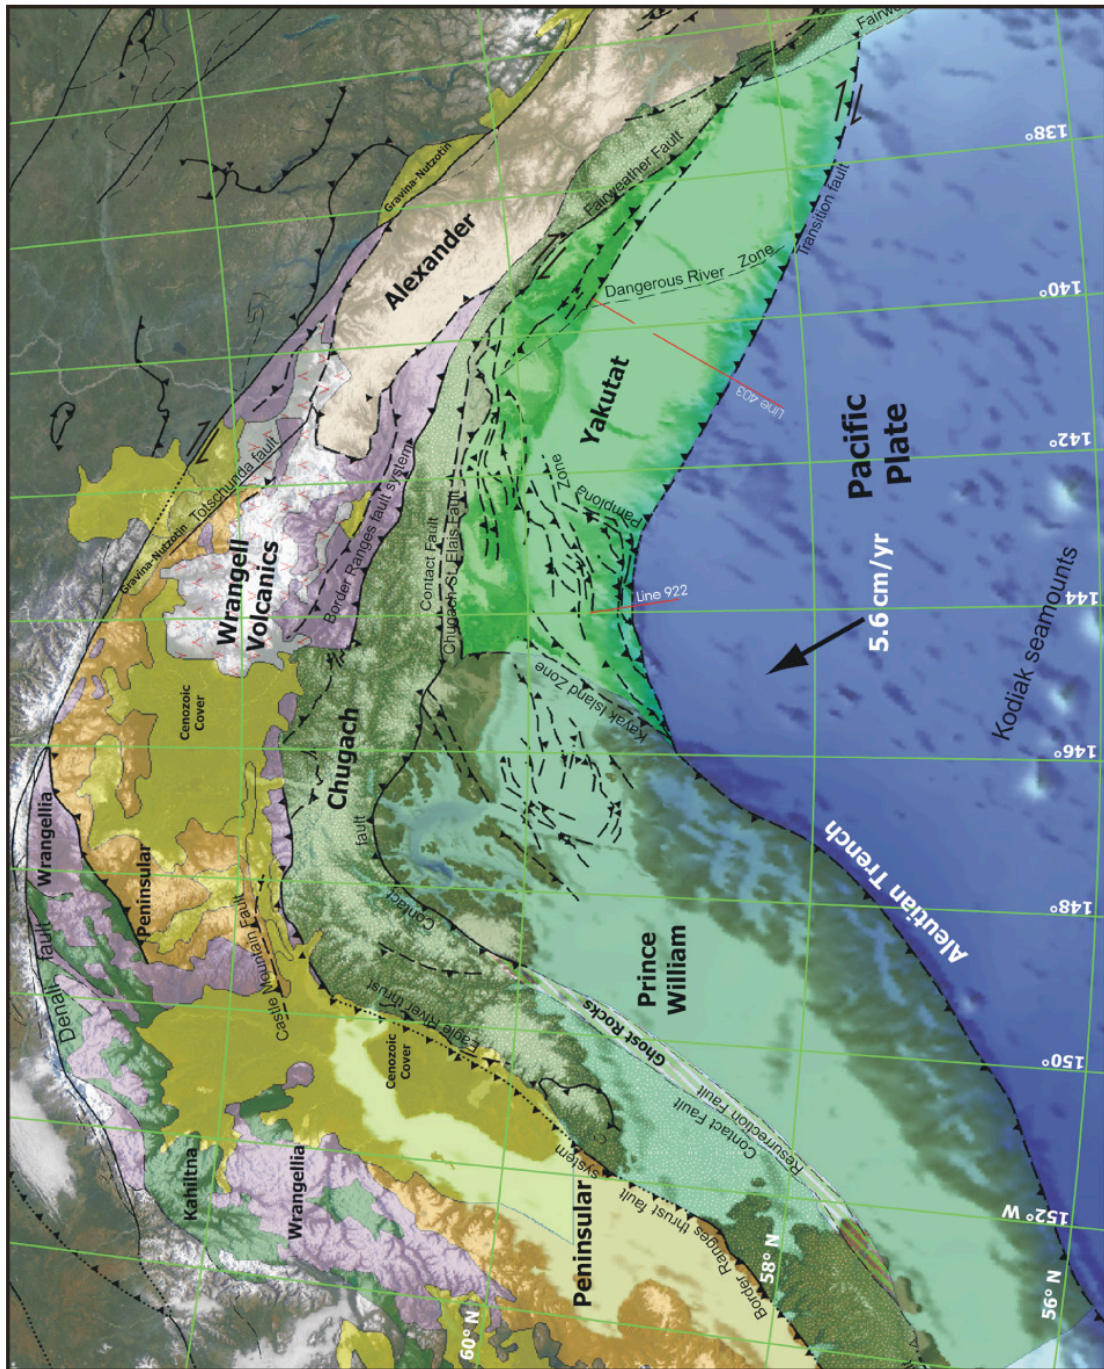 Fairweather
138°
Transition fault
Fairweather Fault
Gravina-Nutzotin
Alexander
Dangerous River Zone
140°
Yakutat
Line 403
Pacific
Plate
142°
Totschunda fault
Gravina-Nutzotin
Wrangell
Volcanics
Border Ranges fault system
Contact Fault
Chugach St. Elais Fault
Pamplona
Zone
Line 922
144°
5.6 cm/yr
Kodiak seamounts
Kayak Island Zone
146°
Cenozoic
Cover
Chugach
Contact
fault
Aleutian Trench
148°
Wrangellia
Peninsular
Denali fault
Castle Mountain Fault
Eagle River thrust
Prince
William
Ghost Rocks
150°
Cenozoic
Cover
Contact Fault
Resurrection Fault
Kahiltna
Wrangellia
Peninsular
Border Ranges thrust fault
system
152° W
60° N
58° N
56° N